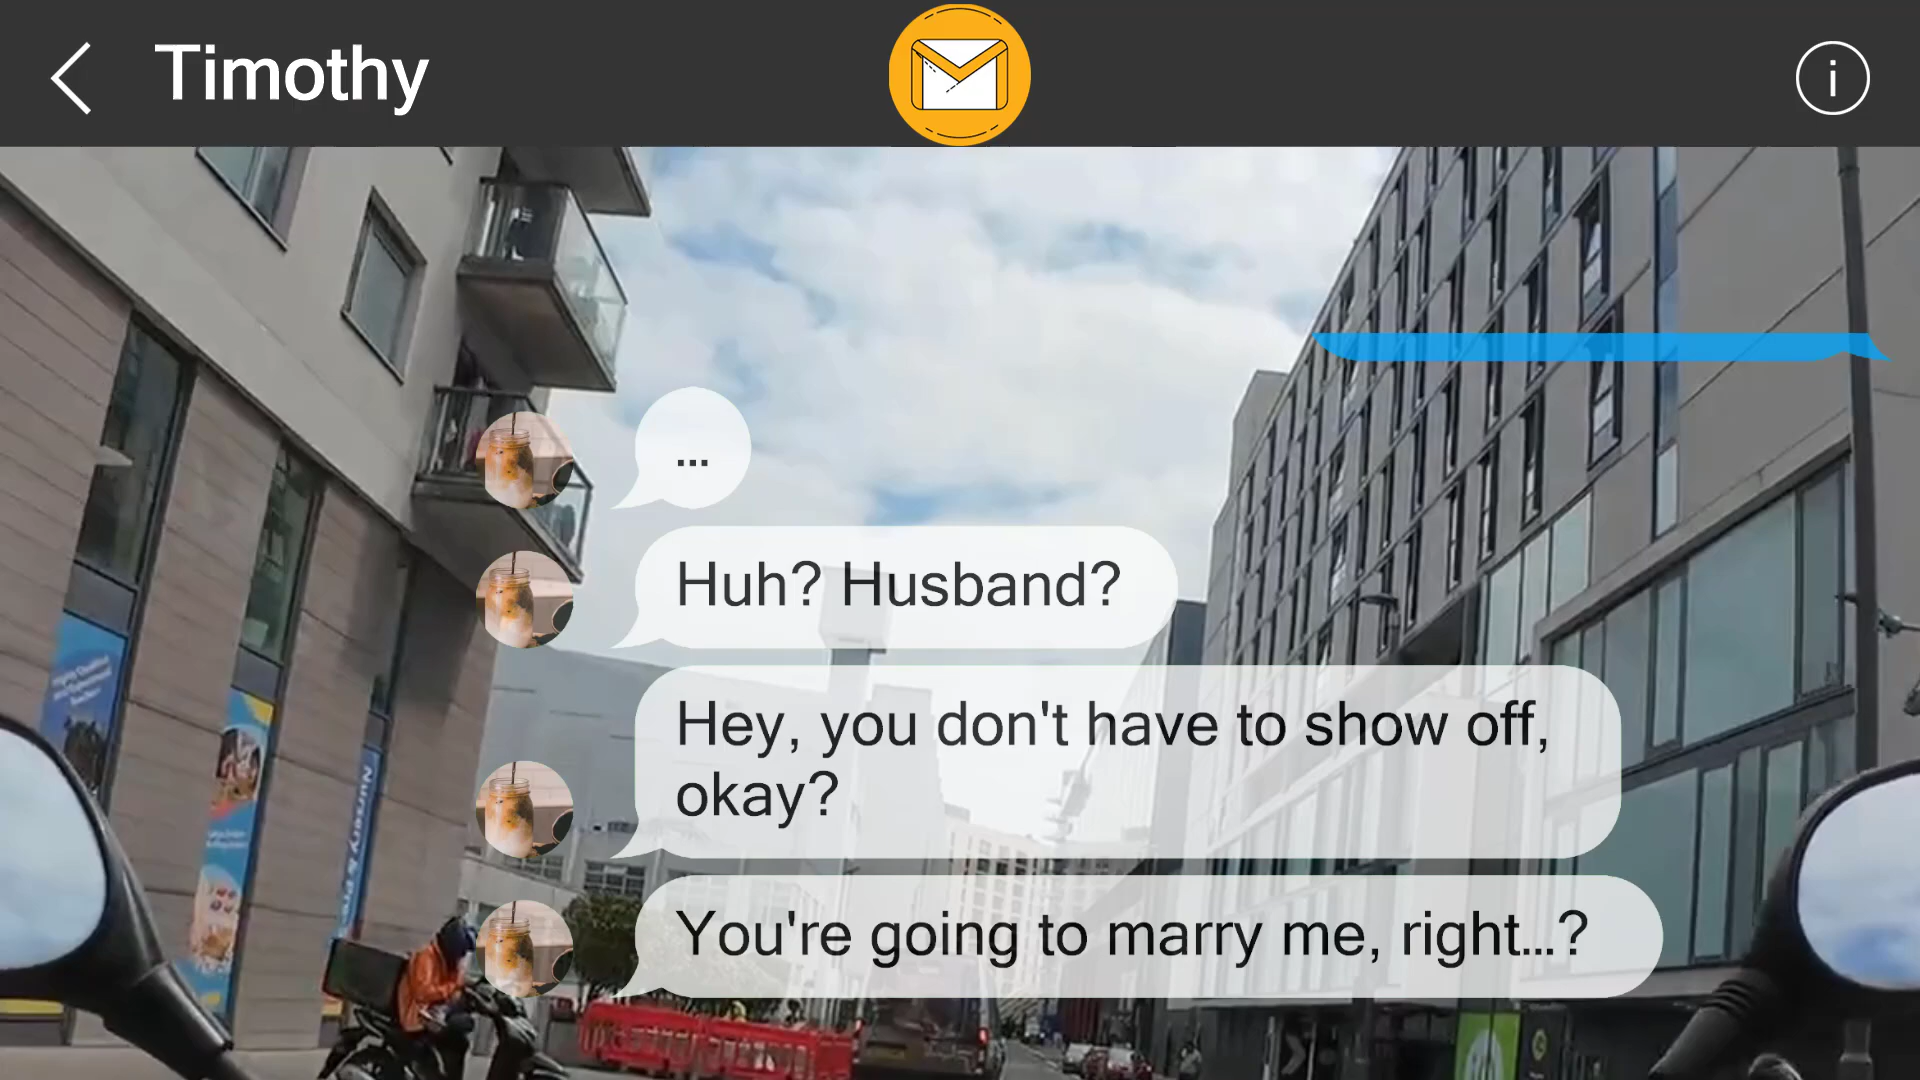 Timothy
i
...
Huh? Husband?
Hey, you don't have to show off,
okay?
You're going to marry me, right...?